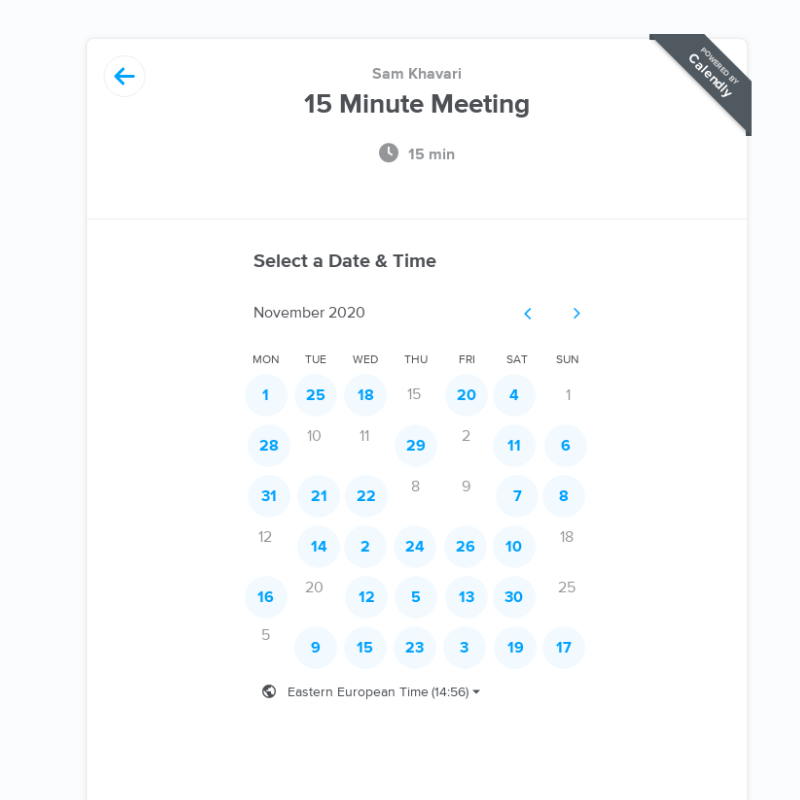 POWERED BY
Calendly
Sam Khavari
15 Minute Meeting
15 min
Select a Date & Time
November 2020
MON TUE WED THU FRI SAT SUN
1 25 18 15 20 4 1
28 10 11 29 2 11 6
31 21 22 8 9 7 8
12 14 2 24 26 10 18
16 20 12 5 13 30 25
5 9 15 23 3 19 17
Eastern European Time (14:56)